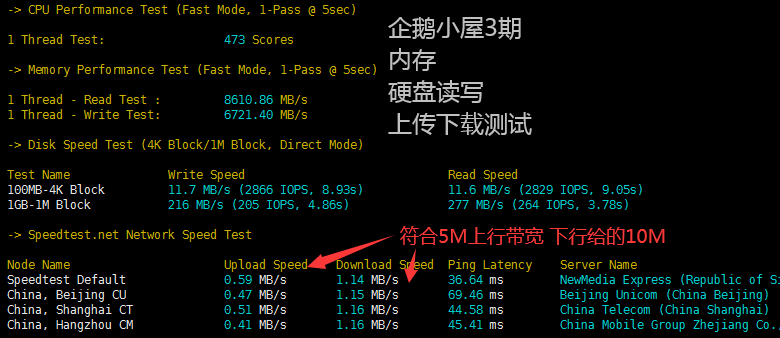 -> CPU Performance Test (Fast Mode, 1-Pass @ 5sec)
企鹅小屋3期
1 Thread Test: 473 Scores
内存
-> Memory Performance Test (Fast Mode, 1-Pass @ 5sec)
硬盘读写
1 Thread - Read Test : 8610.86 MB/s
1 Thread - Write Test: 6721.40 MB/s
上传下载测试
-> Disk Speed Test (4K Block/1M Block, Direct Mode)
Test Name Write Speed Read Speed
100MB-4K Block 11.7 MB/s (2866 IOPS, 8.93s) 11.6 MB/s (2829 IOPS, 9.05s)
1GB-1M Block 216 MB/s (205 IOPS, 4.86s) 277 MB/s (264 IOPS, 3.78s)
-> Speedtest.net Network Speed Test
符合5M上行带宽 下行给的10M
Node Name Upload Speed Download Speed Ping Latency Server Name
Speedtest Default 0.59 MB/s 1.14 MB/s 36.64 ms NewMedia Express (Republic of Si
China, Beijing CU 0.47 MB/s 1.15 MB/s 69.46 ms Beijing Unicom (China Beijing)
China, Shanghai CT 0.51 MB/s 1.16 MB/s 44.58 ms China Telecom (China Shanghai)
China, Hangzhou CM 0.41 MB/s 1.16 MB/s 45.41 ms China Mobile Group Zhejiang Co.,